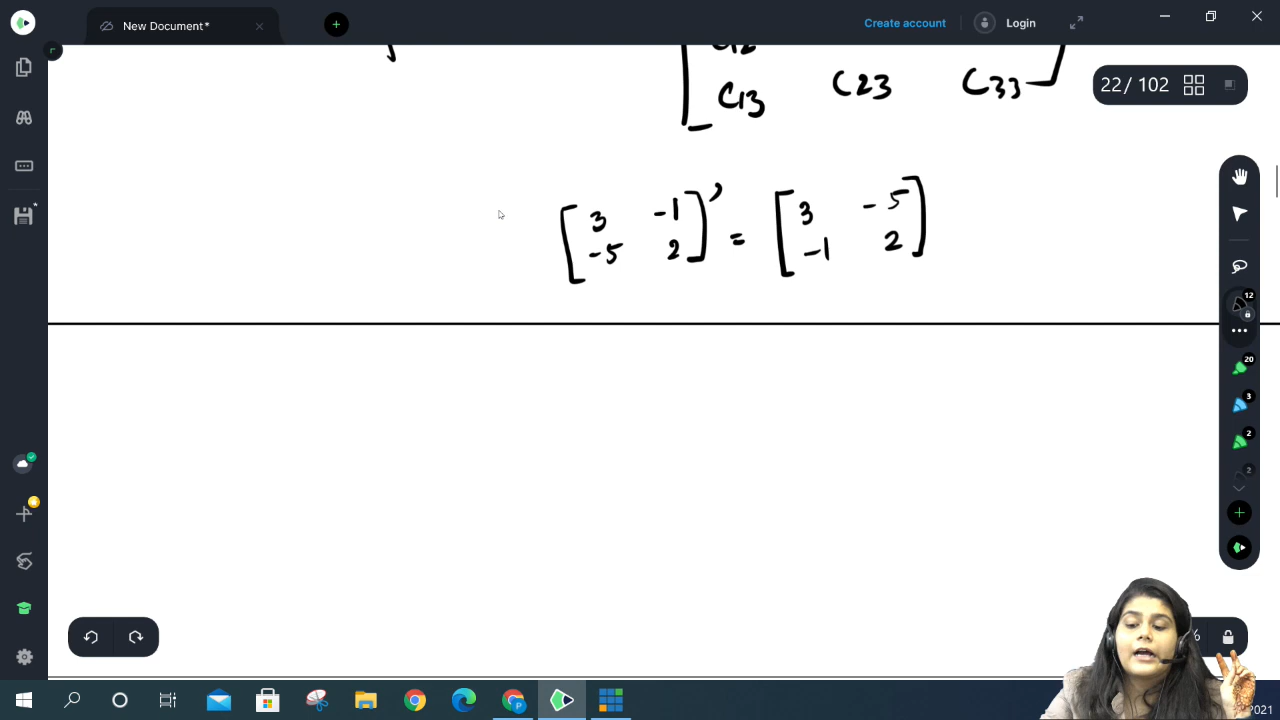 New Document*
Create account
Login
C13 C23 C33
22 / 102
[3 -1
-5 2]' = [3 -5
-1 2]
12
20
3
2
2
%
2021